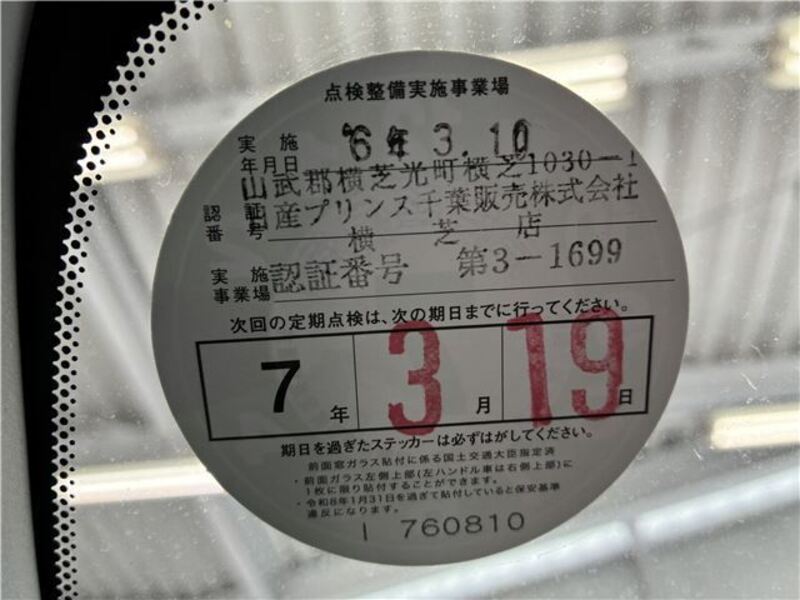 点検整備実施事業場
実施年月日 6年 3.10
山武郡横芝光町横芝1030-1
認証番号 日産プリンス千葉販売株式会社
横芝店
実施事業場 認証番号 第3-1699
次回の定期点検は、次の期日までに行ってください。
7年 3月 19日
期日を過ぎたステッカーは必ずはがしてください。
前面窓ガラス貼付に係る国土交通大臣指定済
・前面ガラス左側上部(左ハンドル車は右側上部)に
1枚に限り貼付することができます。
・令和8年1月31日を過ぎて貼付していると保安基準
違反になります。
I 760810